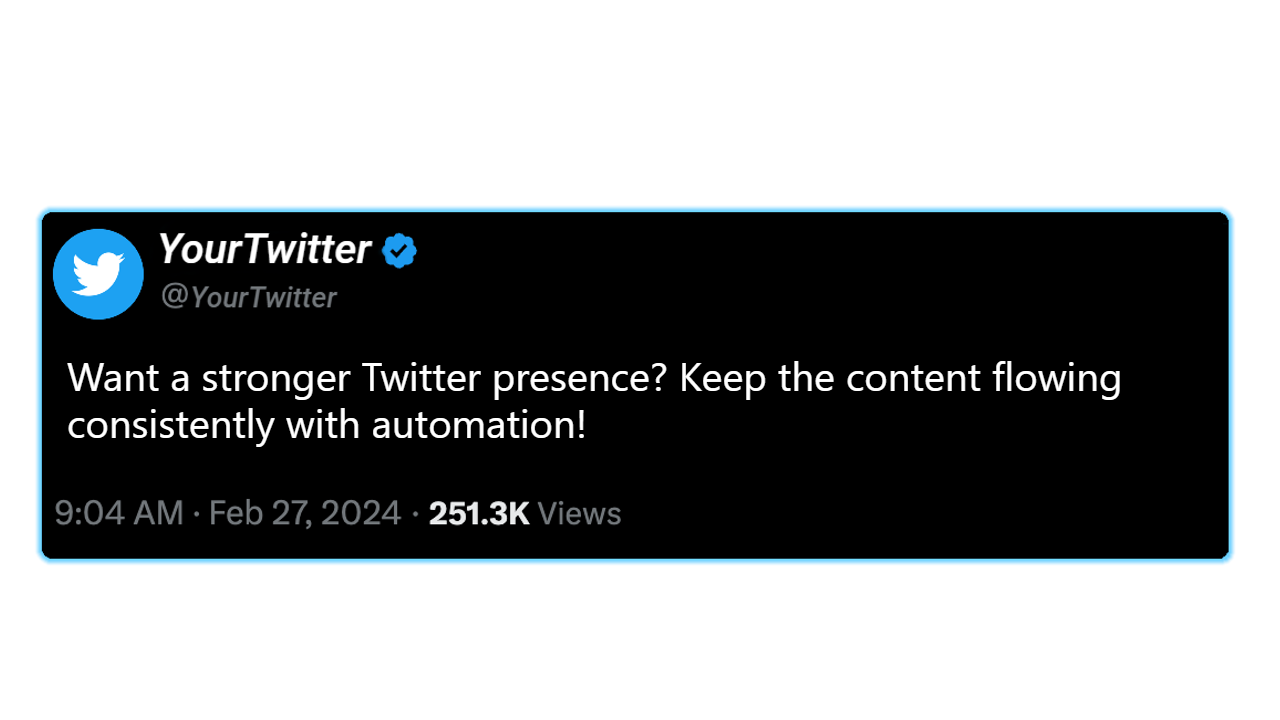 YourTwitter
@YourTwitter
Want a stronger Twitter presence? Keep the content flowing
consistently with automation!
9:04 AM · Feb 27, 2024 · 251.3K Views